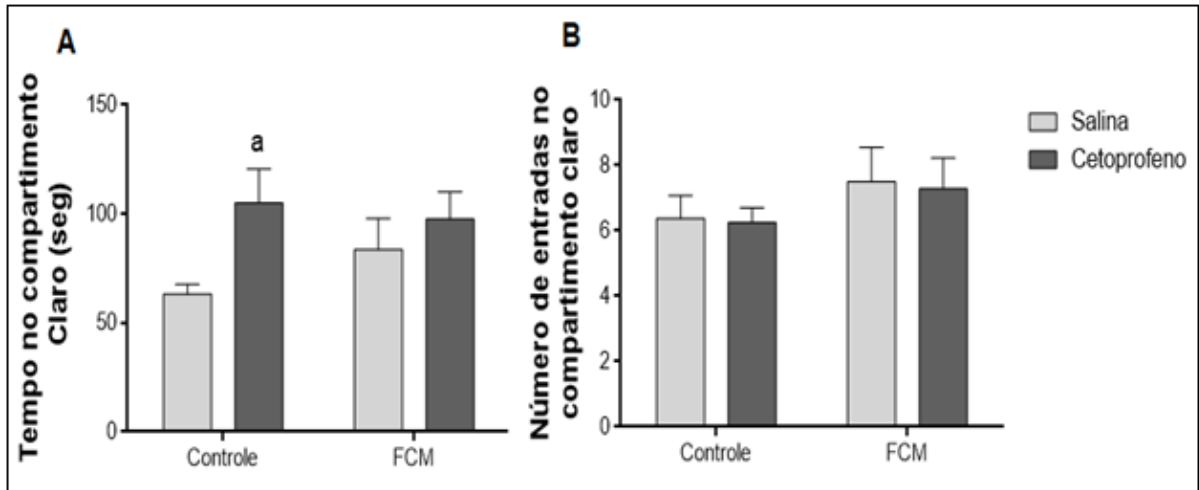 A
Tempo no compartimento
Claro (seg)
150
100
50
0
a
Controle
FCM
B
Número de entradas no
compartimento claro
10
8
6
4
2
0
Controle
FCM
Salina
Cetoprofeno